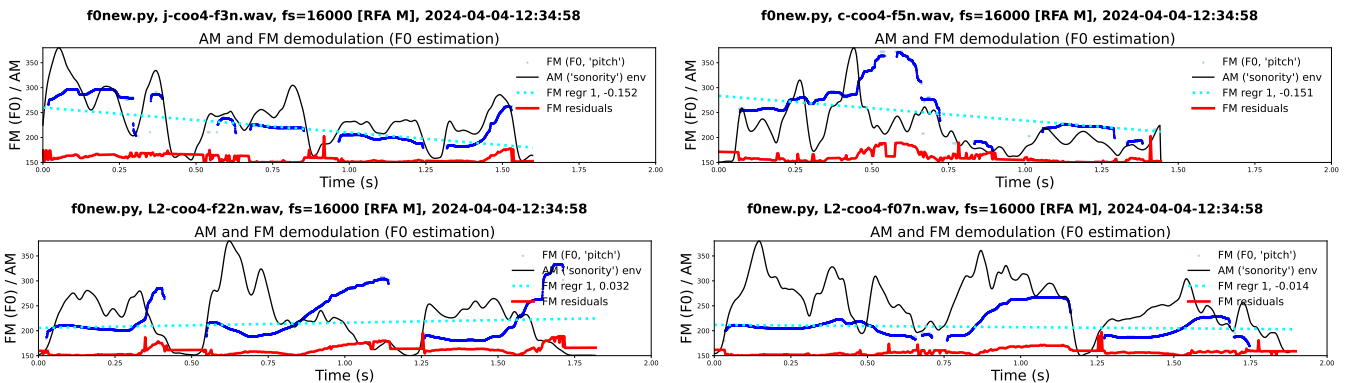 f0new.py, j-coo4-f3n.wav, fs=16000 [RFA M], 2024-04-04-12:34:58
AM and FM demodulation (F0 estimation)
FM (F0) / AM
350
300
250
200
150
FM (F0, 'pitch')
AM ('sonority') env
FM regr 1, -0.152
FM residuals
0.00 0.25 0.50 0.75 1.00 1.25 1.50 1.75 2.00
Time (s)
f0new.py, c-coo4-f5n.wav, fs=16000 [RFA M], 2024-04-04-12:34:58
AM and FM demodulation (F0 estimation)
FM (F0) / AM
350
300
250
200
150
FM (F0, 'pitch')
AM ('sonority') env
FM regr 1, -0.151
FM residuals
0.00 0.25 0.50 0.75 1.00 1.25 1.50 1.75 2.00
Time (s)
f0new.py, L2-coo4-f22n.wav, fs=16000 [RFA M], 2024-04-04-12:34:58
AM and FM demodulation (F0 estimation)
FM (F0) / AM
350
300
250
200
150
FM (F0, 'pitch')
AM ('sonority') env
FM regr 1, 0.032
FM residuals
0.00 0.25 0.50 0.75 1.00 1.25 1.50 1.75 2.00
Time (s)
f0new.py, L2-coo4-f07n.wav, fs=16000 [RFA M], 2024-04-04-12:34:58
AM and FM demodulation (F0 estimation)
FM (F0) / AM
350
300
250
200
150
FM (F0, 'pitch')
AM ('sonority') env
FM regr 1, -0.014
FM residuals
0.00 0.25 0.50 0.75 1.00 1.25 1.50 1.75 2.00
Time (s)